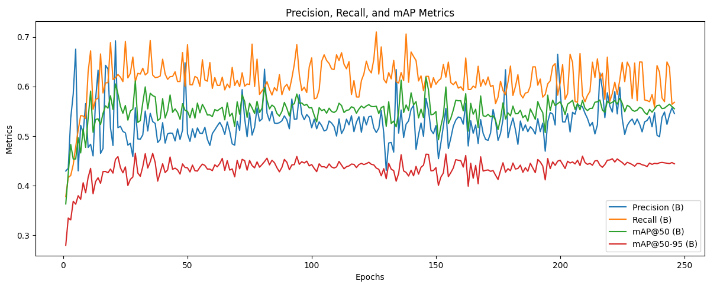 Precision, Recall, and mAP Metrics
Metrics
0.7
0.6
0.5
0.4
0.3
0
50
100
150
200
250
Epochs
Precision (B)
Recall (B)
mAP@50 (B)
mAP@50-95 (B)